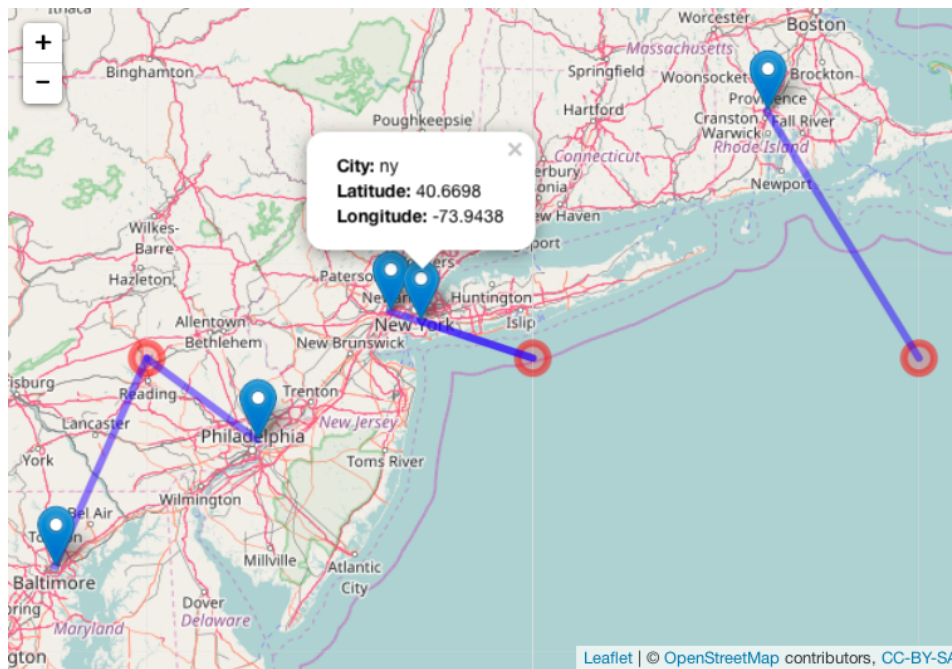 Ithaca
Worcester
Boston
+
−
Massachusetts
Binghamton
Springfield
Woonsocket
Brockton
Providence
Hartford
Cranston
Fall River
Poughkeepsie
Warwick
Rhode Island
×
City: ny
Connecticut
Latitude: 40.6698
Newport
Longitude: -73.9438
Wilkes-
Barre
Hazleton
Huntington
New York
Islip
Allentown
Bethlehem
New Brunswick
Reading
Trenton
Lancaster
New Jersey
Philadelphia
York
Toms River
Wilmington
Bel Air
Millville
Atlantic
City
Baltimore
Dover
Delaware
Maryland
Leaflet | © OpenStreetMap contributors, CC-BY-SA